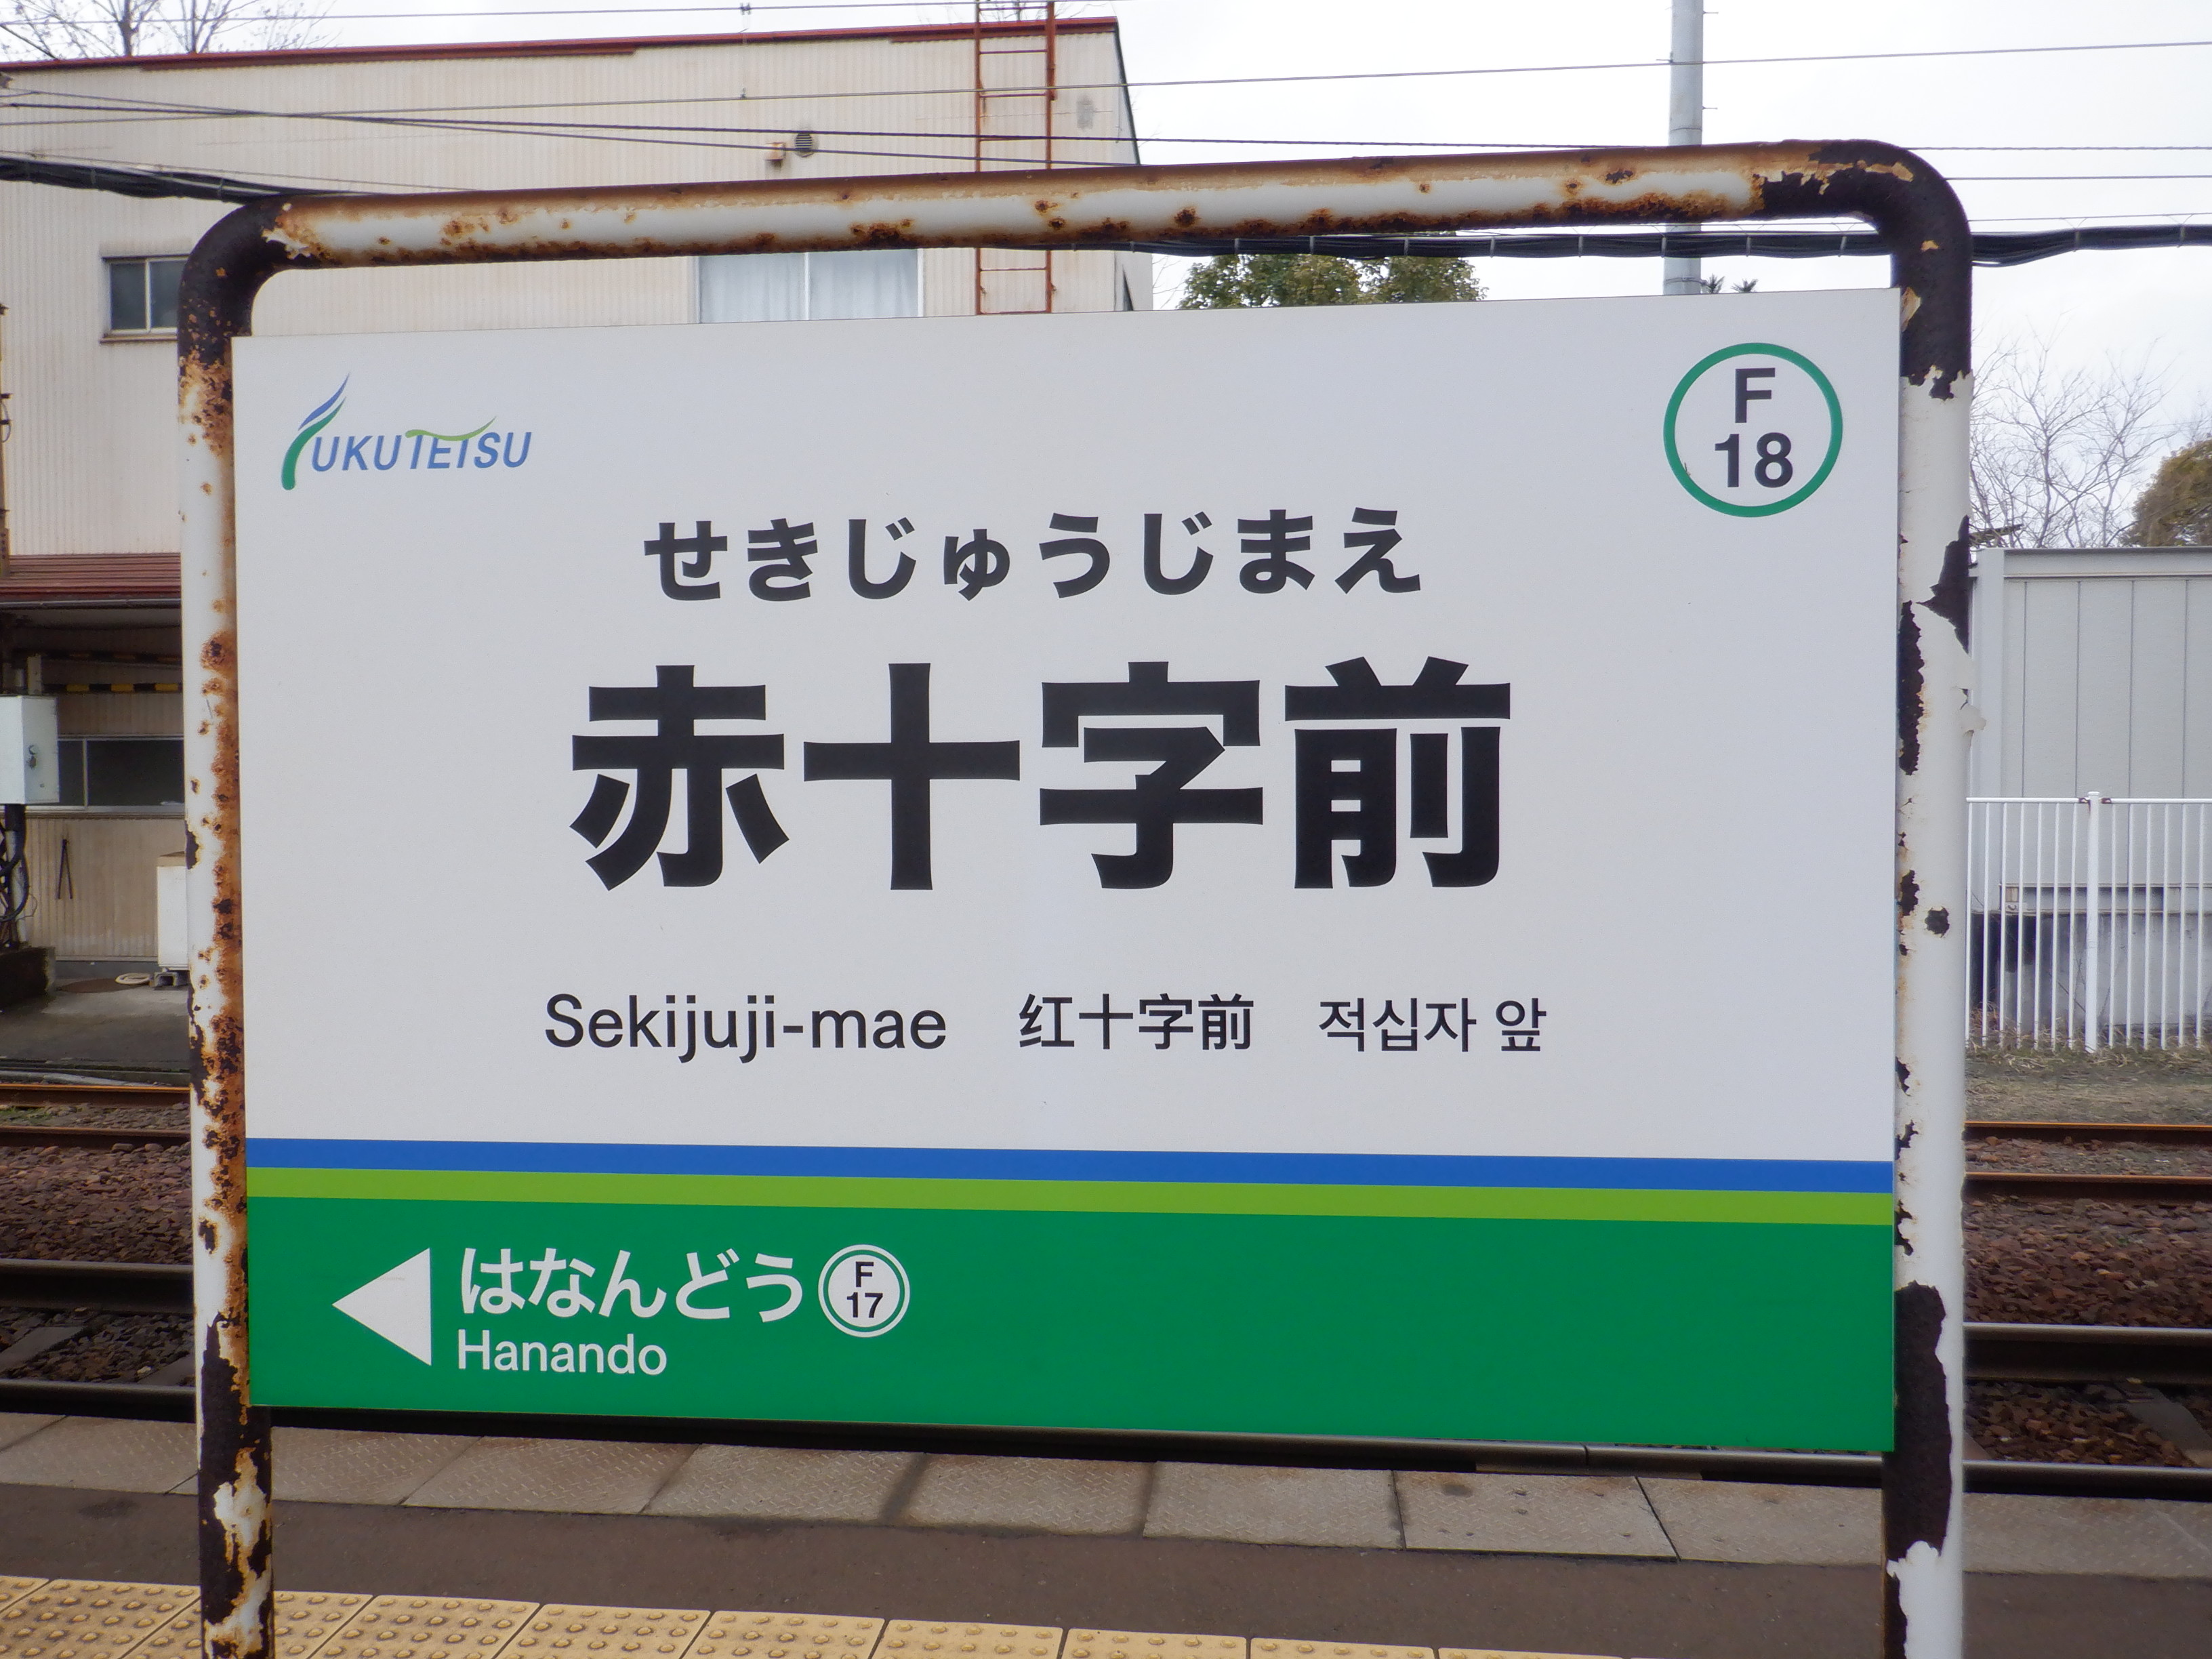 FUKUTETSU
F
18
せきじゅうじまえ
赤十字前
Sekijuji-mae 红十字前 적십자 앞
はなんどう F 17
Hanando